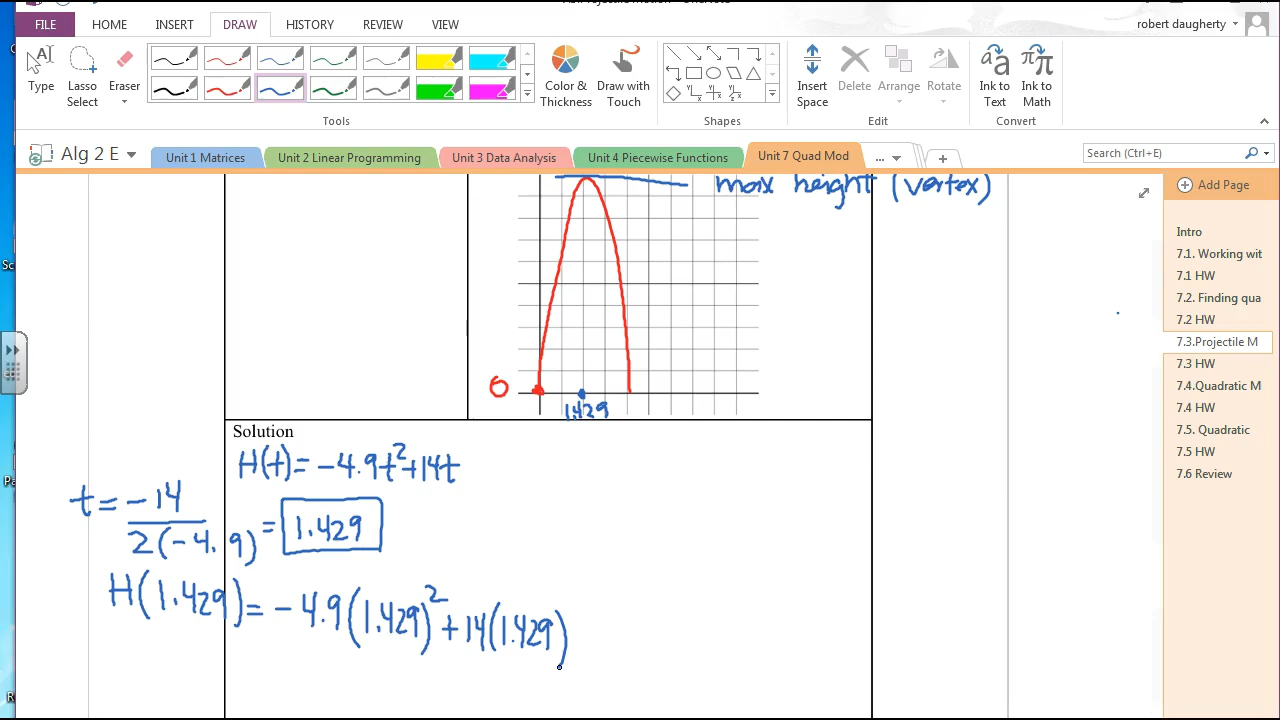 FILE HOME INSERT DRAW HISTORY REVIEW VIEW robert daugherty
Type Lasso Select Eraser Color & Thickness Draw with Touch Insert Space Delete Arrange Rotate Ink to Text Ink to Math
Tools Shapes Edit Convert
Alg 2 E Unit 1 Matrices Unit 2 Linear Programming Unit 3 Data Analysis Unit 4 Piecewise Functions Unit 7 Quad Mod ... Search (Ctrl+E)
Add Page
Intro
7.1. Working wit
7.1 HW
7.2. Finding qua
7.2 HW
7.3.Projectile M
7.3 HW
7.4.Quadratic M
7.4 HW
7.5. Quadratic
7.5 HW
7.6 Review
max height (vertex)
0
1.429
Solution
H(t) = -4.9t²+14t
t = -14 / 2(-4.9) = 1.429
H(1.429) = -4.9(1.429)² + 14(1.429)